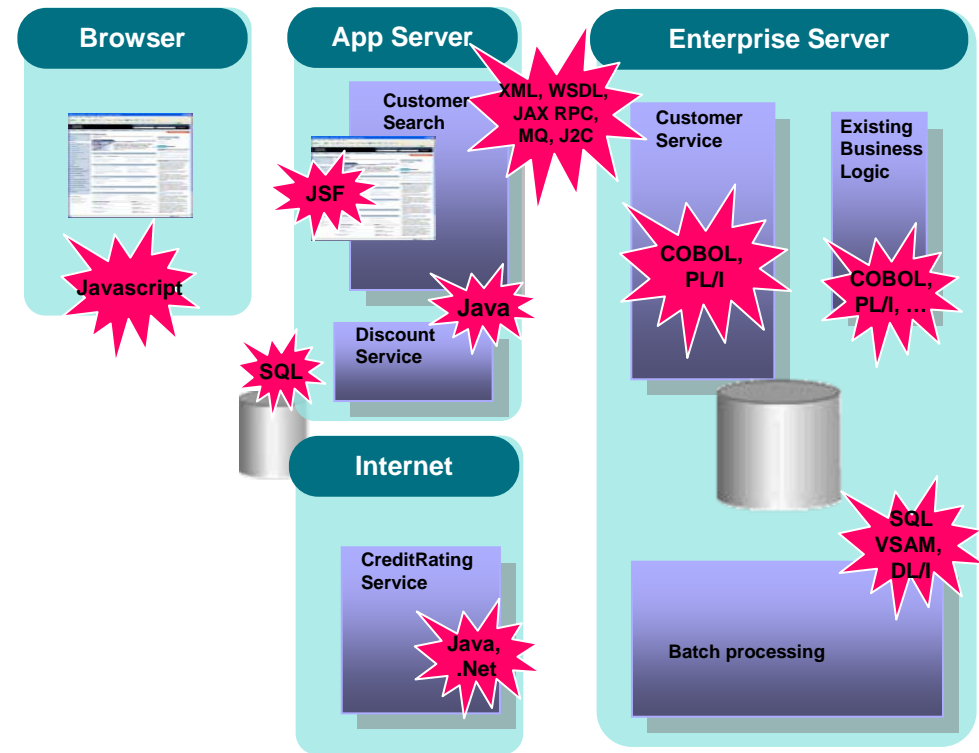 Browser
Javascript
App Server
Customer
Search
JSF
Java
Discount
Service
SQL
XML, WSDL,
JAX RPC,
MQ, J2C
Enterprise Server
Customer
Service
COBOL,
PL/I
Existing
Business
Logic
COBOL,
PL/I, …
SQL
VSAM,
DL/I
Batch processing
Internet
CreditRating
Service
Java,
.Net